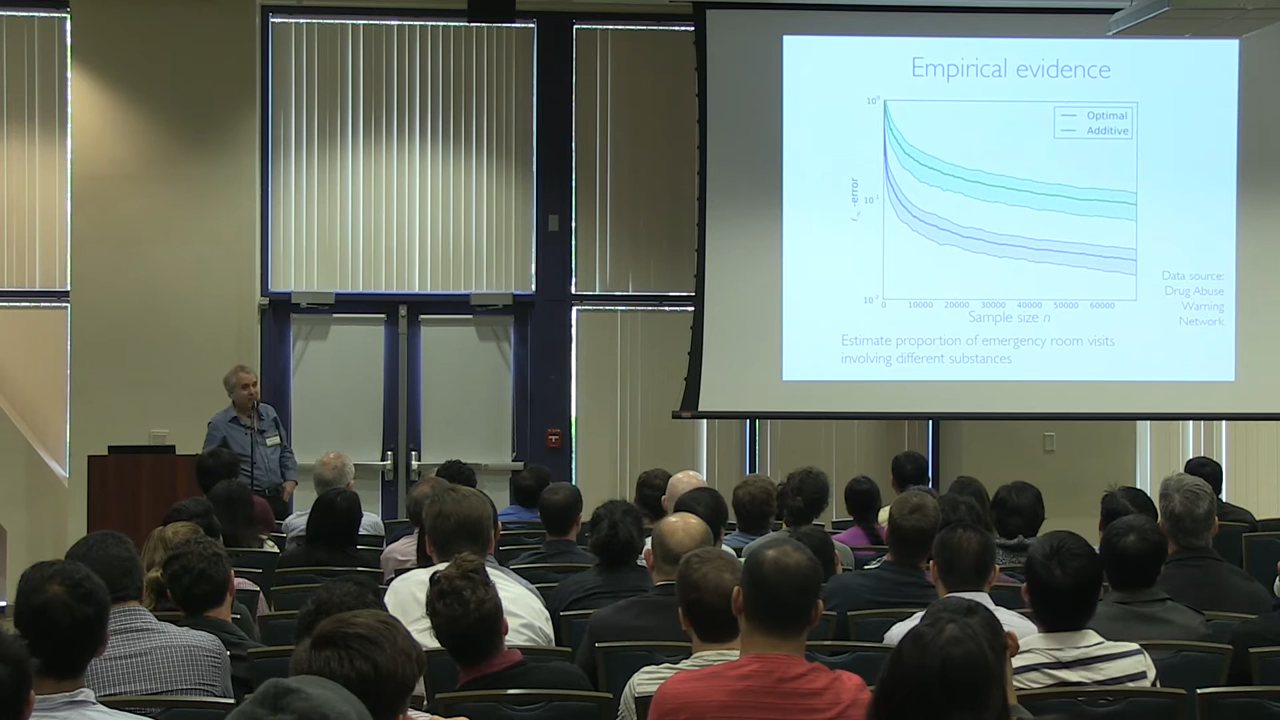 Empirical evidence
10⁰
Optimal
Additive
-error
10⁻¹
10⁻²
0 10000 20000 30000 40000 50000 60000
Sample size n
Data source:
Drug Abuse
Warning
Network
Estimate proportion of emergency room visits
involving different substances